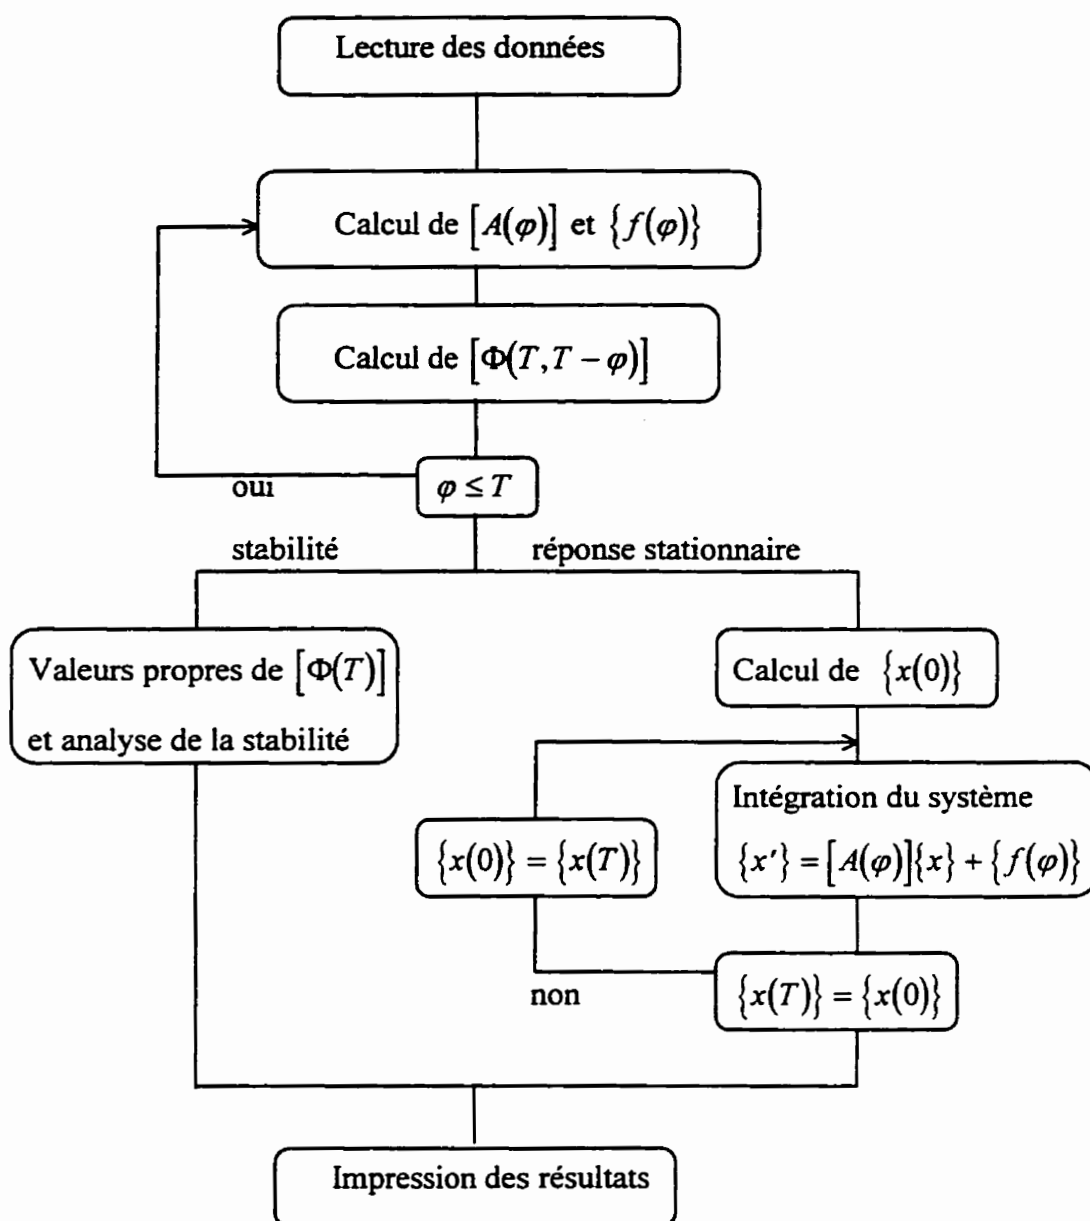 Lecture des données
Calcul de [A(φ)] et {f(φ)}
Calcul de [Φ(T,T − φ)]
φ ≤ T
oui
stabilité
réponse stationnaire
Valeurs propres de [Φ(T)]
et analyse de la stabilité
Calcul de {x(0)}
Intégration du système
{x′} = [A(φ)]{x} + {f(φ)}
{x(0)} = {x(T)}
non
{x(T)} = {x(0)}
Impression des résultats